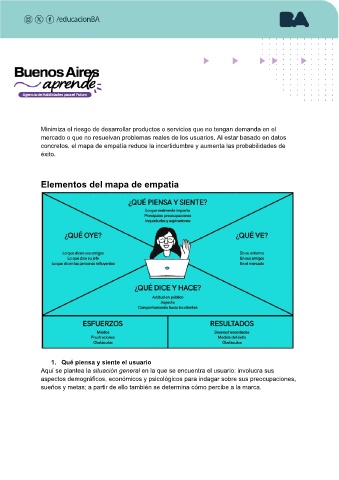 /educacionBA
BA
Buenos Aires
aprende
Agencia de Habilidades para el Futuro
Minimiza el riesgo de desarrollar productos o servicios que no tengan demanda en el
mercado o que no resuelvan problemas reales de los usuarios. Al estar basado en datos
concretos, el mapa de empatía reduce la incertidumbre y aumenta las probabilidades de
éxito.
Elementos del mapa de empatía
¿QUÉ PIENSA Y SIENTE?
Lo que realmente importa
Principales preocupaciones
Inquietudes y aspiraciones
¿QUÉ OYE?
Lo que dicen sus amigos
Lo que dice su jefe
Lo que dicen las personas influyentes
¿QUÉ VE?
En su entorno
En sus amigos
En el mercado
¿QUÉ DICE Y HACE?
Actitud en público
Aspecto
Comportamiento hacia los clientes
ESFUERZOS
Miedos
Frustraciones
Obstáculos
RESULTADOS
Deseos/necesidades
Medida del éxito
Obstáculos
1. Qué piensa y siente el usuario
Aquí se plantea la situación general en la que se encuentra el usuario: involucra sus
aspectos demográficos, económicos y psicológicos para indagar sobre sus preocupaciones,
sueños y metas; a partir de ello también se determina cómo percibe a la marca.